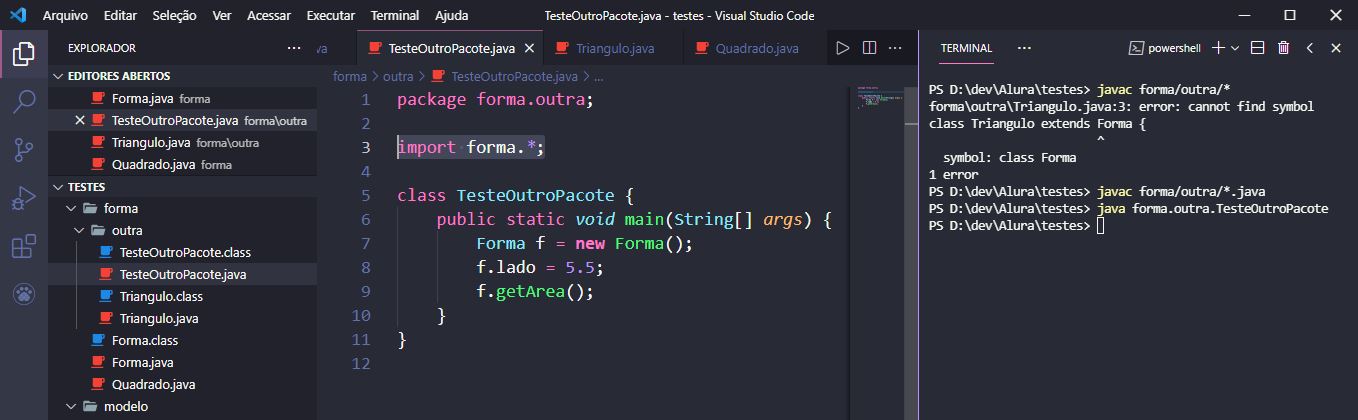 Arquivo Editar Seleção Ver Acessar Executar Terminal Ajuda TesteOutroPacote.java - testes - Visual Studio Code
EXPLORADOR
EDITORES ABERTOS
Forma.java forma
TesteOutroPacote.java forma\outra
Triangulo.java forma\outra
Quadrado.java forma
TESTES
forma
outra
TesteOutroPacote.class
TesteOutroPacote.java
Triangulo.class
Triangulo.java
Forma.class
Forma.java
Quadrado.java
modelo
va TesteOutroPacote.java Triangulo.java Quadrado.java
forma > outra > TesteOutroPacote.java > ...
1 package forma.outra;
2
3 import forma.*;
4
5 class TesteOutroPacote {
6 public static void main(String[] args) {
7 Forma f = new Forma();
8 f.lado = 5.5;
9 f.getArea();
10 }
11 }
12
TERMINAL ... powershell
PS D:\dev\Alura\testes> javac forma/outra/*
forma\outra\Triangulo.java:3: error: cannot find symbol
class Triangulo extends Forma {
^
symbol: class Forma
1 error
PS D:\dev\Alura\testes> javac forma/outra/*.java
PS D:\dev\Alura\testes> java forma.outra.TesteOutroPacote
PS D:\dev\Alura\testes>